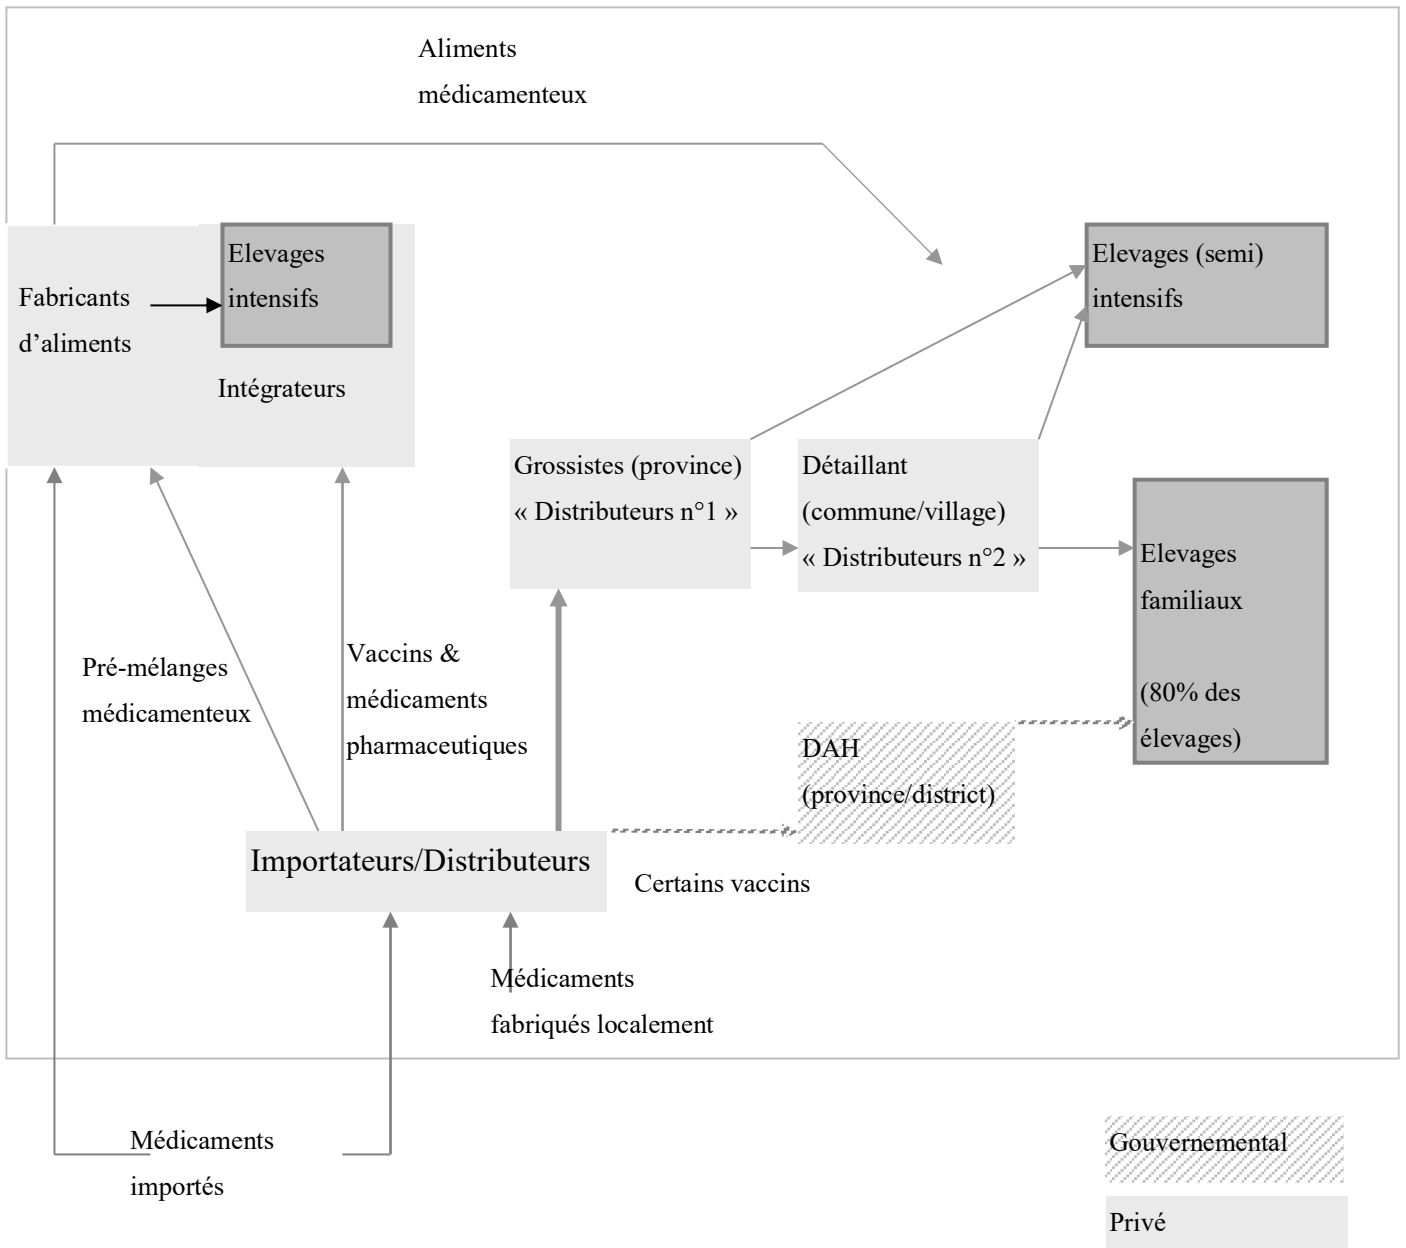 Aliments
médicamenteux
Elevages
intensifs
Fabricants
d’aliments
Intégrateurs
Elevages (semi)
intensifs
Grossistes (province)
« Distributeurs n°1 »
Détaillant
(commune/village)
« Distributeurs n°2 »
Elevages
familiaux
(80% des
élevages)
Pré-mélanges
médicamenteux
Vaccins &
médicaments
pharmaceutiques
DAH
(province/district)
Importateurs/Distributeurs
Certains vaccins
Médicaments
fabriqués localement
Médicaments
importés
Gouvernemental
Privé